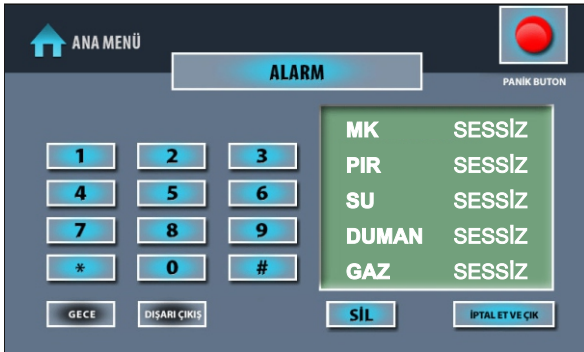 ANA MENÜ
ALARM
PANİK BUTON
MK SESSİZ
PIR SESSİZ
SU SESSİZ
DUMAN SESSİZ
GAZ SESSİZ
1 2 3
4 5 6
7 8 9
* 0 #
GECE DIŞARI ÇIKIŞ SİL İPTAL ET VE ÇIK